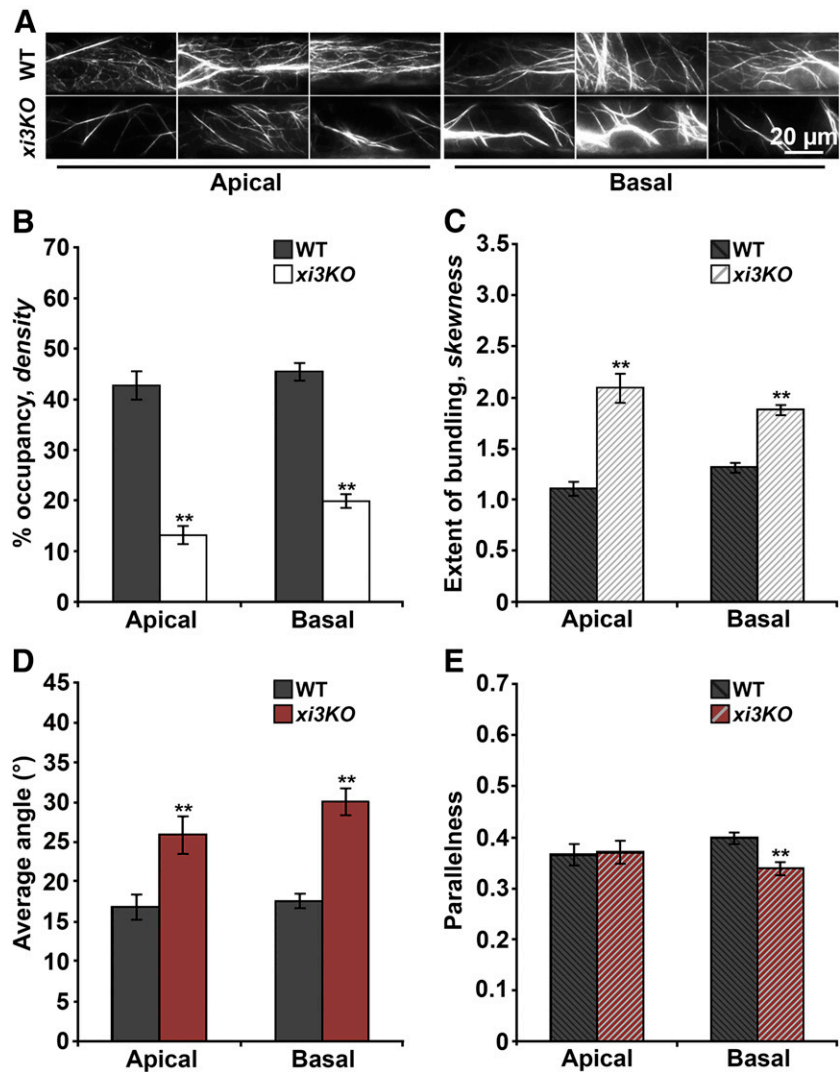 A
WT
xi3KO
20 µm
Apical
Basal
B
% occupancy, density
70
60
50
40
30
20
10
0
WT
xi3KO
**
**
Apical
Basal
C
Extent of bundling, skewness
3.5
3.0
2.5
2.0
1.5
1.0
0.5
0
WT
xi3KO
**
**
Apical
Basal
D
Average angle (°)
45
40
35
30
25
20
15
10
5
0
WT
xi3KO
**
**
Apical
Basal
E
Parallelness
0.7
0.6
0.5
0.4
0.3
0.2
0.1
0
WT
xi3KO
**
Apical
Basal